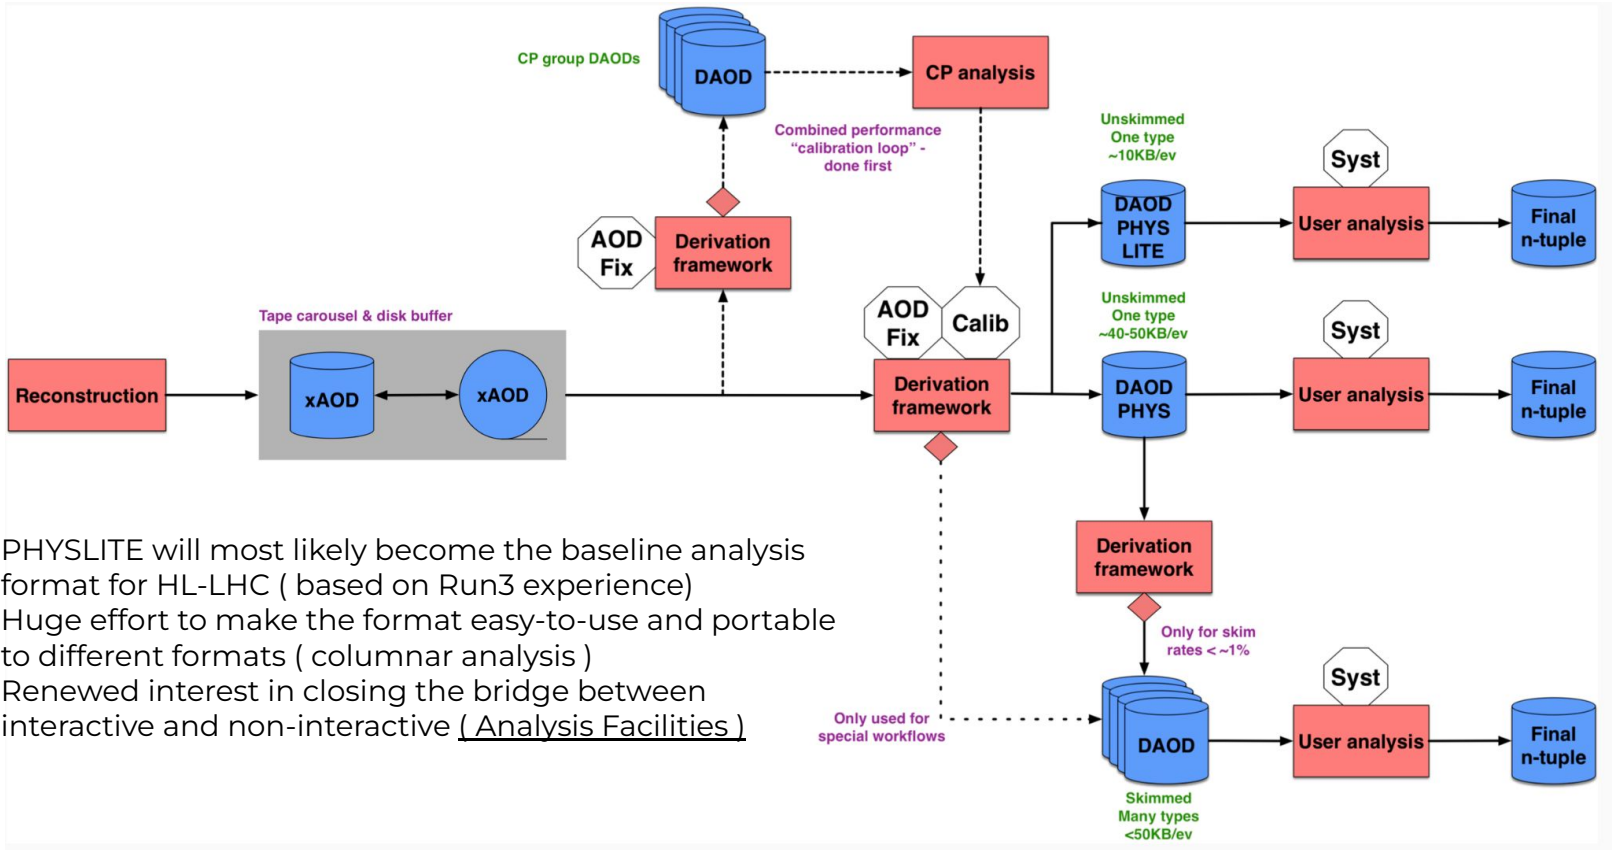 CP group DAODs
DAOD
CP analysis
Combined performance
“calibration loop” -
done first
AOD
Fix
Derivation
framework
Tape carousel & disk buffer
Reconstruction
xAOD
xAOD
AOD
Fix
Calib
Derivation
framework
Unskimmed
One type
~10KB/ev
DAOD
PHYS
LITE
Syst
User analysis
Final
n-tuple
Unskimmed
One type
~40-50KB/ev
DAOD
PHYS
Syst
User analysis
Final
n-tuple
Derivation
framework
Only for skim
rates < ~1%
Only used for
special workflows
DAOD
Skimmed
Many types
<50KB/ev
Syst
User analysis
Final
n-tuple
PHYSLITE will most likely become the baseline analysis
format for HL-LHC ( based on Run3 experience)
Huge effort to make the format easy-to-use and portable
to different formats ( columnar analysis )
Renewed interest in closing the bridge between
interactive and non-interactive ( Analysis Facilities )